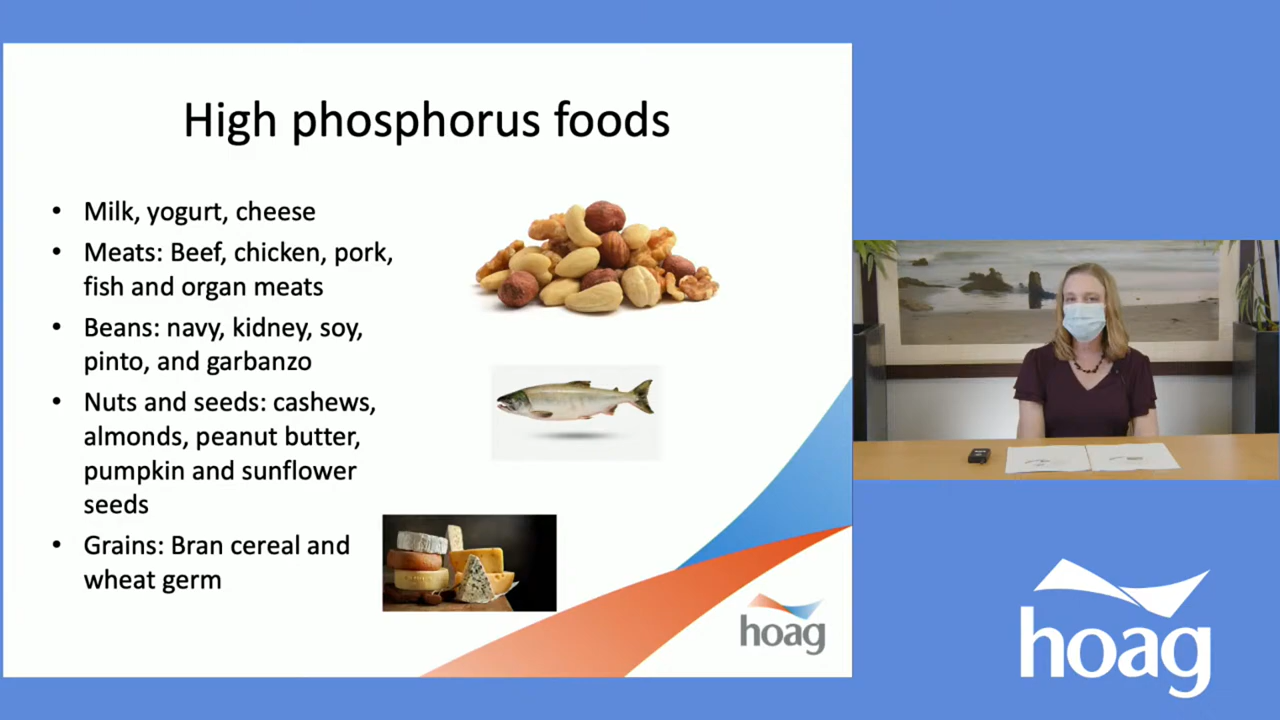 High phosphorus foods
• Milk, yogurt, cheese
• Meats: Beef, chicken, pork,
fish and organ meats
• Beans: navy, kidney, soy,
pinto, and garbanzo
• Nuts and seeds: cashews,
almonds, peanut butter,
pumpkin and sunflower
seeds
• Grains: Bran cereal and
wheat germ
hoag
hoag